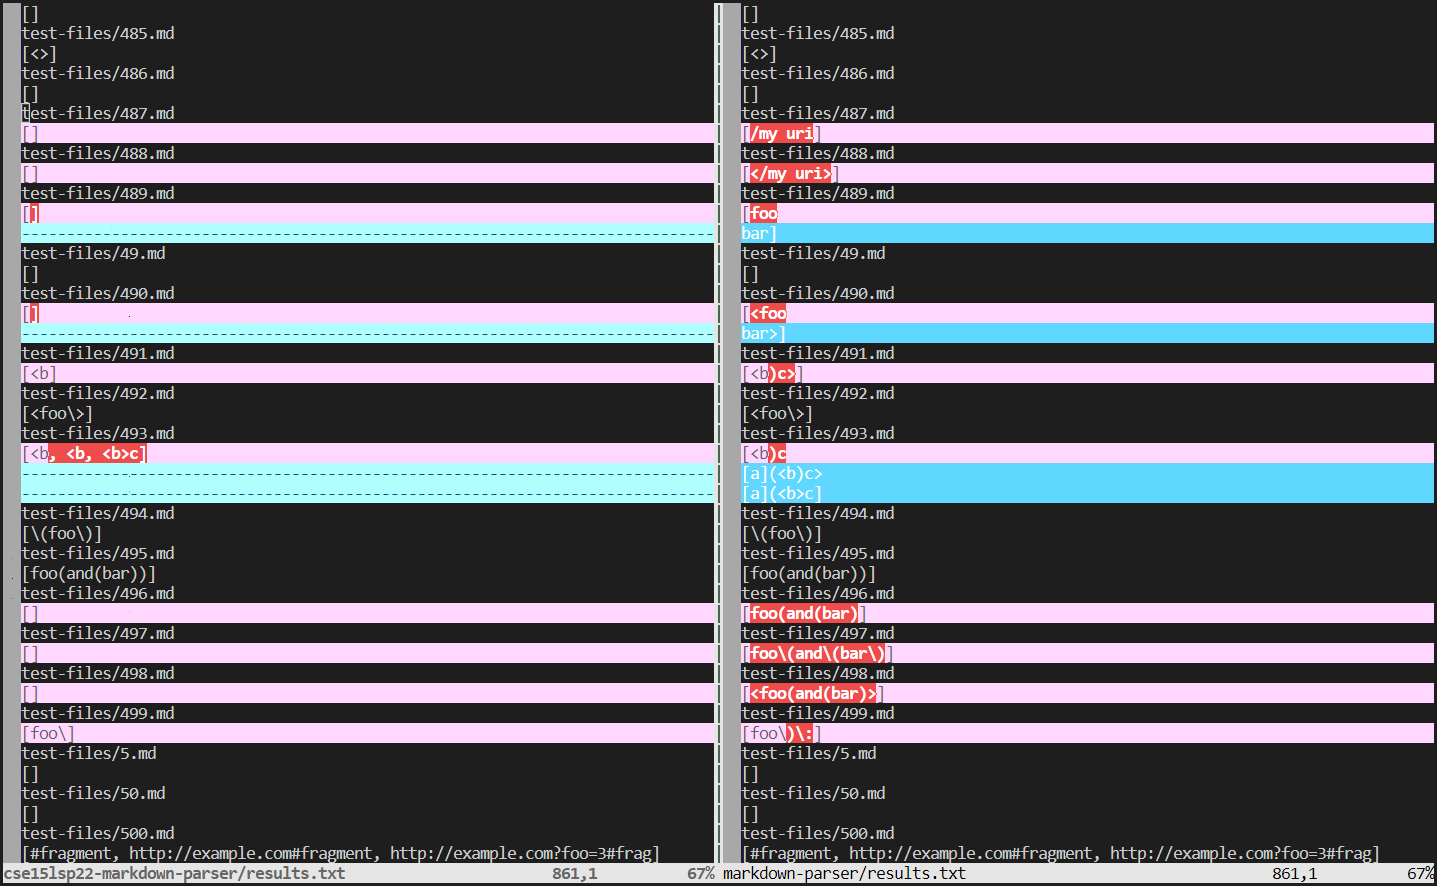 []
test-files/485.md
[<>]
test-files/486.md
[]
test-files/487.md
[]
test-files/488.md
[]
test-files/489.md
[]
-----------------------------------------------------------------------------
test-files/49.md
[]
test-files/490.md
[]
-----------------------------------------------------------------------------
test-files/491.md
[<b]
test-files/492.md
[<foo\>]
test-files/493.md
[<b, <b, <b>c]
-----------------------------------------------------------------------------
-----------------------------------------------------------------------------
test-files/494.md
[\(foo\)]
test-files/495.md
[foo(and(bar))]
test-files/496.md
[]
test-files/497.md
[]
test-files/498.md
[]
test-files/499.md
[foo\]
test-files/5.md
[]
test-files/50.md
[]
test-files/500.md
[#fragment, http://example.com#fragment, http://example.com?foo=3#frag]
cse15lsp22-markdown-parser/results.txt 861,1 67%
[]
test-files/485.md
[<>]
test-files/486.md
[]
test-files/487.md
[/my uri]
test-files/488.md
[</my uri>]
test-files/489.md
[foo
bar]
test-files/49.md
[]
test-files/490.md
[<foo
bar>]
test-files/491.md
[<b)c>]
test-files/492.md
[<foo\>]
test-files/493.md
[<b)c
[a](<b)c>
[a](<b>c]
test-files/494.md
[\(foo\)]
test-files/495.md
[foo(and(bar))]
test-files/496.md
[foo(and(bar)]
test-files/497.md
[foo\(and\(bar\)]
test-files/498.md
[<foo(and(bar)>]
test-files/499.md
[foo\)\:]
test-files/5.md
[]
test-files/50.md
[]
test-files/500.md
[#fragment, http://example.com#fragment, http://example.com?foo=3#frag]
markdown-parser/results.txt 861,1 67%